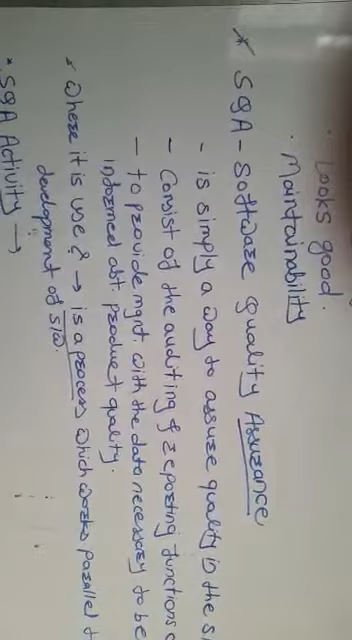 · Looks good.
· Maintainability
* SQA - Software Quality Assurance
- is simply a way to assure quality in the s
- Consist of the auditing & reporting functions
- to provide mgnt. with the data necessary to be
informed abt. product quality.
* Where it is use? → is a process which works parallel t
development of s/w.
* SQA Activity →